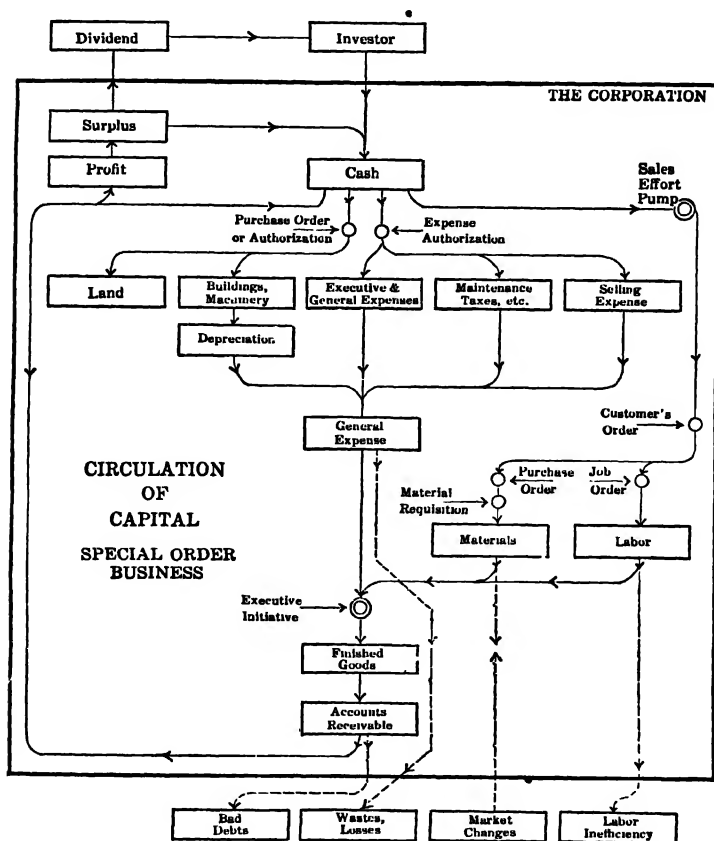 Dividend
Investor
THE CORPORATION
Surplus
Profit
Cash
Sales
Effort
Pump
Purchase Order
or Authorization
Expense
Authorization
Land
Buildings,
Machinery
Executive &
General Expenses
Maintenance
Taxes, etc.
Selling
Expense
Depreciation
Customer's
Order
General
Expense
CIRCULATION
OF
CAPITAL
SPECIAL ORDER
BUSINESS
Purchase
Order
Job
Order
Material
Requisition
Materials
Labor
Executive
Initiative
Finished
Goods
Accounts
Receivable
Bad
Debts
Wastes,
Losses
Market
Changes
Labor
Inefficiency